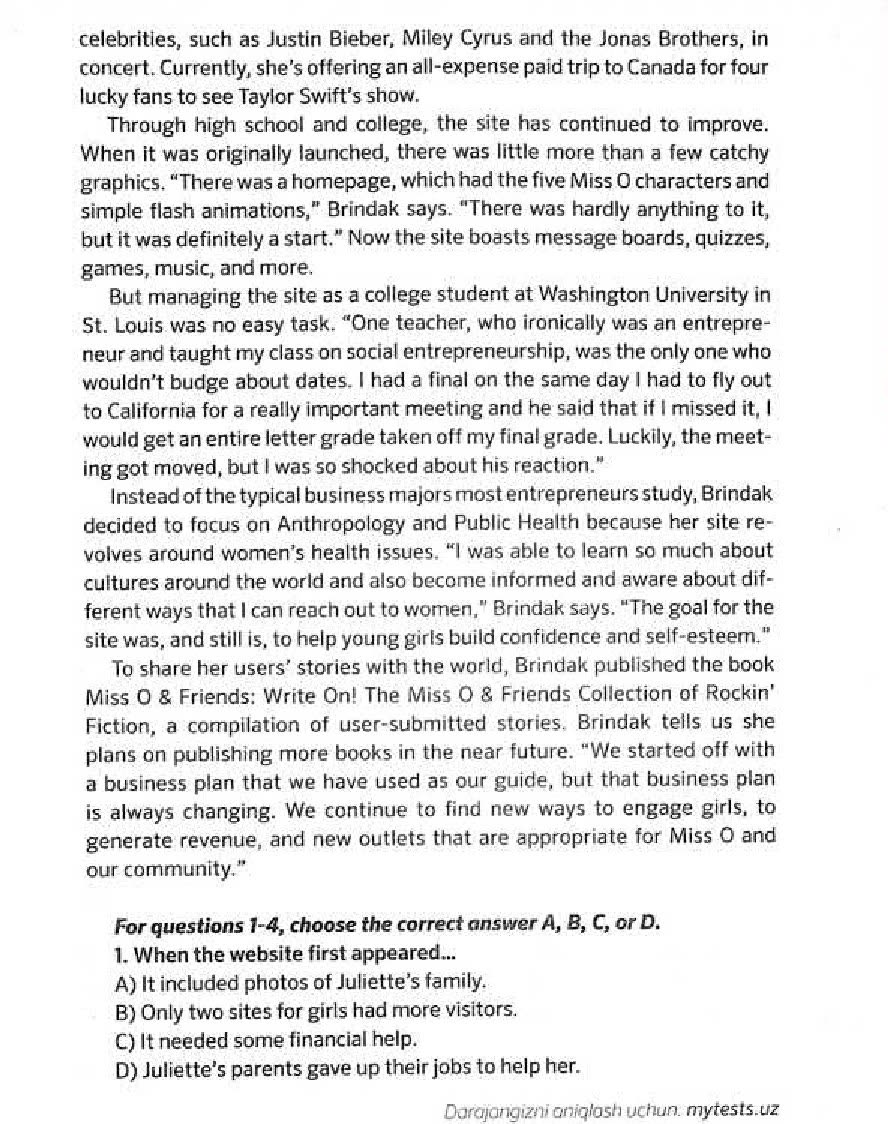 celebrities, such as Justin Bieber, Miley Cyrus and the Jonas Brothers, in
concert. Currently, she's offering an all-expense paid trip to Canada for four
lucky fans to see Taylor Swift's show.
Through high school and college, the site has continued to improve.
When it was originally launched, there was little more than a few catchy
graphics. "There was a homepage, which had the five Miss O characters and
simple flash animations," Brindak says. "There was hardly anything to it,
but it was definitely a start." Now the site boasts message boards, quizzes,
games, music, and more.
But managing the site as a college student at Washington University in
St. Louis was no easy task. "One teacher, who ironically was an entrepre-
neur and taught my class on social entrepreneurship, was the only one who
wouldn't budge about dates. I had a final on the same day I had to fly out
to California for a really important meeting and he said that if I missed it, I
would get an entire letter grade taken off my final grade. Luckily, the meet-
ing got moved, but I was so shocked about his reaction."
Instead of the typical business majors most entrepreneurs study, Brindak
decided to focus on Anthropology and Public Health because her site re-
volves around women's health issues. "I was able to learn so much about
cultures around the world and also become informed and aware about dif-
ferent ways that I can reach out to women," Brindak says. "The goal for the
site was, and still is, to help young girls build confidence and self-esteem."
To share her users' stories with the world, Brindak published the book
Miss O & Friends: Write On! The Miss O & Friends Collection of Rockin'
Fiction, a compilation of user-submitted stories. Brindak tells us she
plans on publishing more books in the near future. "We started off with
a business plan that we have used as our guide, but that business plan
is always changing. We continue to find new ways to engage girls, to
generate revenue, and new outlets that are appropriate for Miss O and
our community."
For questions 1-4, choose the correct answer A, B, C, or D.
1. When the website first appeared...
A) It included photos of Juliette's family.
B) Only two sites for girls had more visitors.
C) It needed some financial help.
D) Juliette's parents gave up their jobs to help her.
Darajangizni aniqlash uchun. mytests.uz